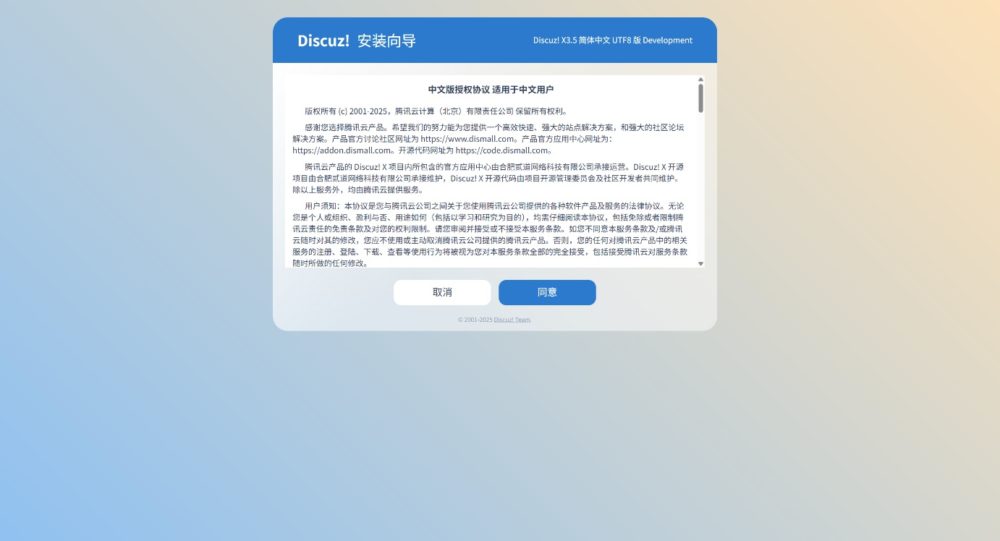 Discuz! 安装向导
Discuz! X3.5 简体中文 UTF8 版 Development
中文版授权协议 适用于中文用户
版权所有 (c) 2001-2025，腾讯云计算（北京）有限责任公司 保留所有权利。
感谢您选择腾讯云产品。希望我们的努力能为您提供一个高效快速、强大的站点解决方案，和强大的社区论坛
解决方案。产品官方讨论社区网址为 https://www.dismall.com。产品官方应用中心网址为：
https://addon.dismall.com。开源代码网址为 https://code.dismall.com。
腾讯云产品的 Discuz! X 项目内所包含的官方应用中心由合肥贰道网络科技有限公司承接运营。Discuz! X 开源
项目由合肥贰道网络科技有限公司承接维护，Discuz! X 开源代码由项目开源管理委员会及社区开发者共同维护。
除以上服务外，均由腾讯云提供服务。
用户须知：本协议是您与腾讯云公司之间关于您使用腾讯云公司提供的各种软件产品及服务的法律协议。无论
您是个人或组织、盈利与否、用途如何（包括以学习和研究为目的），均需仔细阅读本协议，包括免除或者限制腾
讯云责任的免责条款及对您的权利限制。请您审阅并接受或不接受本服务条款。如您不同意本服务条款及/或腾讯
云随时对其的修改，您应不使用或主动取消腾讯云公司提供的腾讯云产品。否则，您的任何对腾讯云产品中的相关
服务的注册、登陆、下载、查看等使用行为将被视为您对本服务条款全部的完全接受，包括接受腾讯云对服务条款
随时所做的任何修改。
取消
同意
© 2001-2025 Discuz! Team.